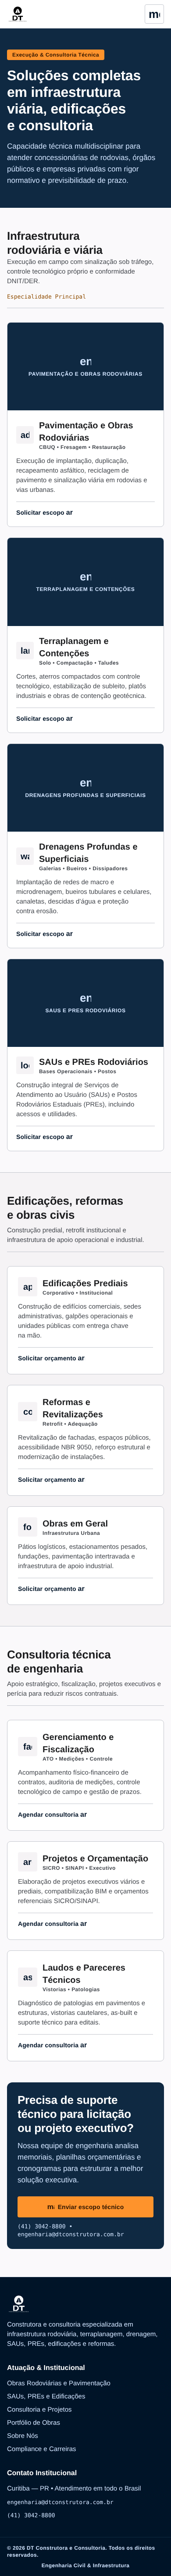 DT
Execução & Consultoria Técnica
Soluções completas
em infraestrutura
viária, edificações
e consultoria
Capacidade técnica multidisciplinar para
atender concessionárias de rodovias, órgãos
públicos e empresas privadas com rigor
normativo e previsibilidade de prazo.
Infraestrutura
rodoviária e viária
Execução em campo com sinalização sob tráfego,
controle tecnológico próprio e conformidade
DNIT/DER.
Especialidade Principal
PAVIMENTAÇÃO E OBRAS RODOVIÁRIAS
Pavimentação e Obras
Rodoviárias
CBUQ • Fresagem • Restauração
Execução de implantação, duplicação,
recapeamento asfáltico, reciclagem de
pavimento e sinalização viária em rodovias e
vias urbanas.
Solicitar escopo ar
TERRAPLANAGEM E CONTENÇÕES
Terraplanagem e
Contenções
Solo • Compactação • Taludes
Cortes, aterros compactados com controle
tecnológico, estabilização de subleito, platôs
industriais e obras de contenção geotécnica.
Solicitar escopo ar
DRENAGENS PROFUNDAS E SUPERFICIAIS
Drenagens Profundas e
Superficiais
Galerias • Bueiros • Dissipadores
Implantação de redes de macro e
microdrenagem, bueiros tubulares e celulares,
canaletas, descidas d'água e proteção
contra erosão.
Solicitar escopo ar
SAUS E PRES RODOVIÁRIOS
SAUs e PREs Rodoviários
Bases Operacionais • Postos
Construção integral de Serviços de
Atendimento ao Usuário (SAUs) e Postos
Rodoviários Estaduais (PREs), incluindo
acessos e utilidades.
Solicitar escopo ar
Edificações, reformas
e obras civis
Construção predial, retrofit institucional e
infraestrutura de apoio operacional e industrial.
Edificações Prediais
Corporativo • Institucional
Construção de edifícios comerciais, sedes
administrativas, galpões operacionais e
unidades públicas com entrega chave
na mão.
Solicitar orçamento ar
Reformas e
Revitalizações
Retrofit • Adequação
Revitalização de fachadas, espaços públicos,
acessibilidade NBR 9050, reforço estrutural e
modernização de instalações.
Solicitar orçamento ar
Obras em Geral
Infraestrutura Urbana
Pátios logísticos, estacionamentos pesados,
fundações, pavimentação intertravada e
infraestrutura de apoio industrial.
Solicitar orçamento ar
Consultoria técnica
de engenharia
Apoio estratégico, fiscalização, projetos executivos e
perícia para reduzir riscos contratuais.
Gerenciamento e
Fiscalização
ATO • Medições • Controle
Acompanhamento físico-financeiro de
contratos, auditoria de medições, controle
tecnológico de campo e gestão de prazos.
Agendar consultoria ar
Projetos e Orçamentação
SICRO • SINAPI • Executivo
Elaboração de projetos executivos viários e
prediais, compatibilização BIM e orçamentos
referenciais SICRO/SINAPI.
Agendar consultoria ar
Laudos e Pareceres
Técnicos
Vistorias • Patologias
Diagnóstico de patologias em pavimentos e
estruturas, vistorias cautelares, as-built e
suporte técnico para editais.
Agendar consultoria ar
Precisa de suporte
técnico para licitação
ou projeto executivo?
Nossa equipe de engenharia analisa
memoriais, planilhas orçamentárias e
cronogramas para estruturar a melhor
solução executiva.
Enviar escopo técnico
(41) 3042-8800 •
engenharia@dtconstrutora.com.br
DT
Construtora e consultoria especializada em
infraestrutura rodoviária, terraplenagem, drenagem,
SAUs, PREs, edificações e reformas.
Atuação & Institucional
Obras Rodoviárias e Pavimentação
SAUs, PREs e Edificações
Consultoria e Projetos
Portfólio de Obras
Sobre Nós
Compliance e Carreiras
Contato Institucional
Curitiba — PR • Atendimento em todo o Brasil
engenharia@dtconstrutora.com.br
(41) 3042-8800
© 2026 DT Construtora e Consultoria. Todos os direitos
reservados.
Engenharia Civil & Infraestrutura